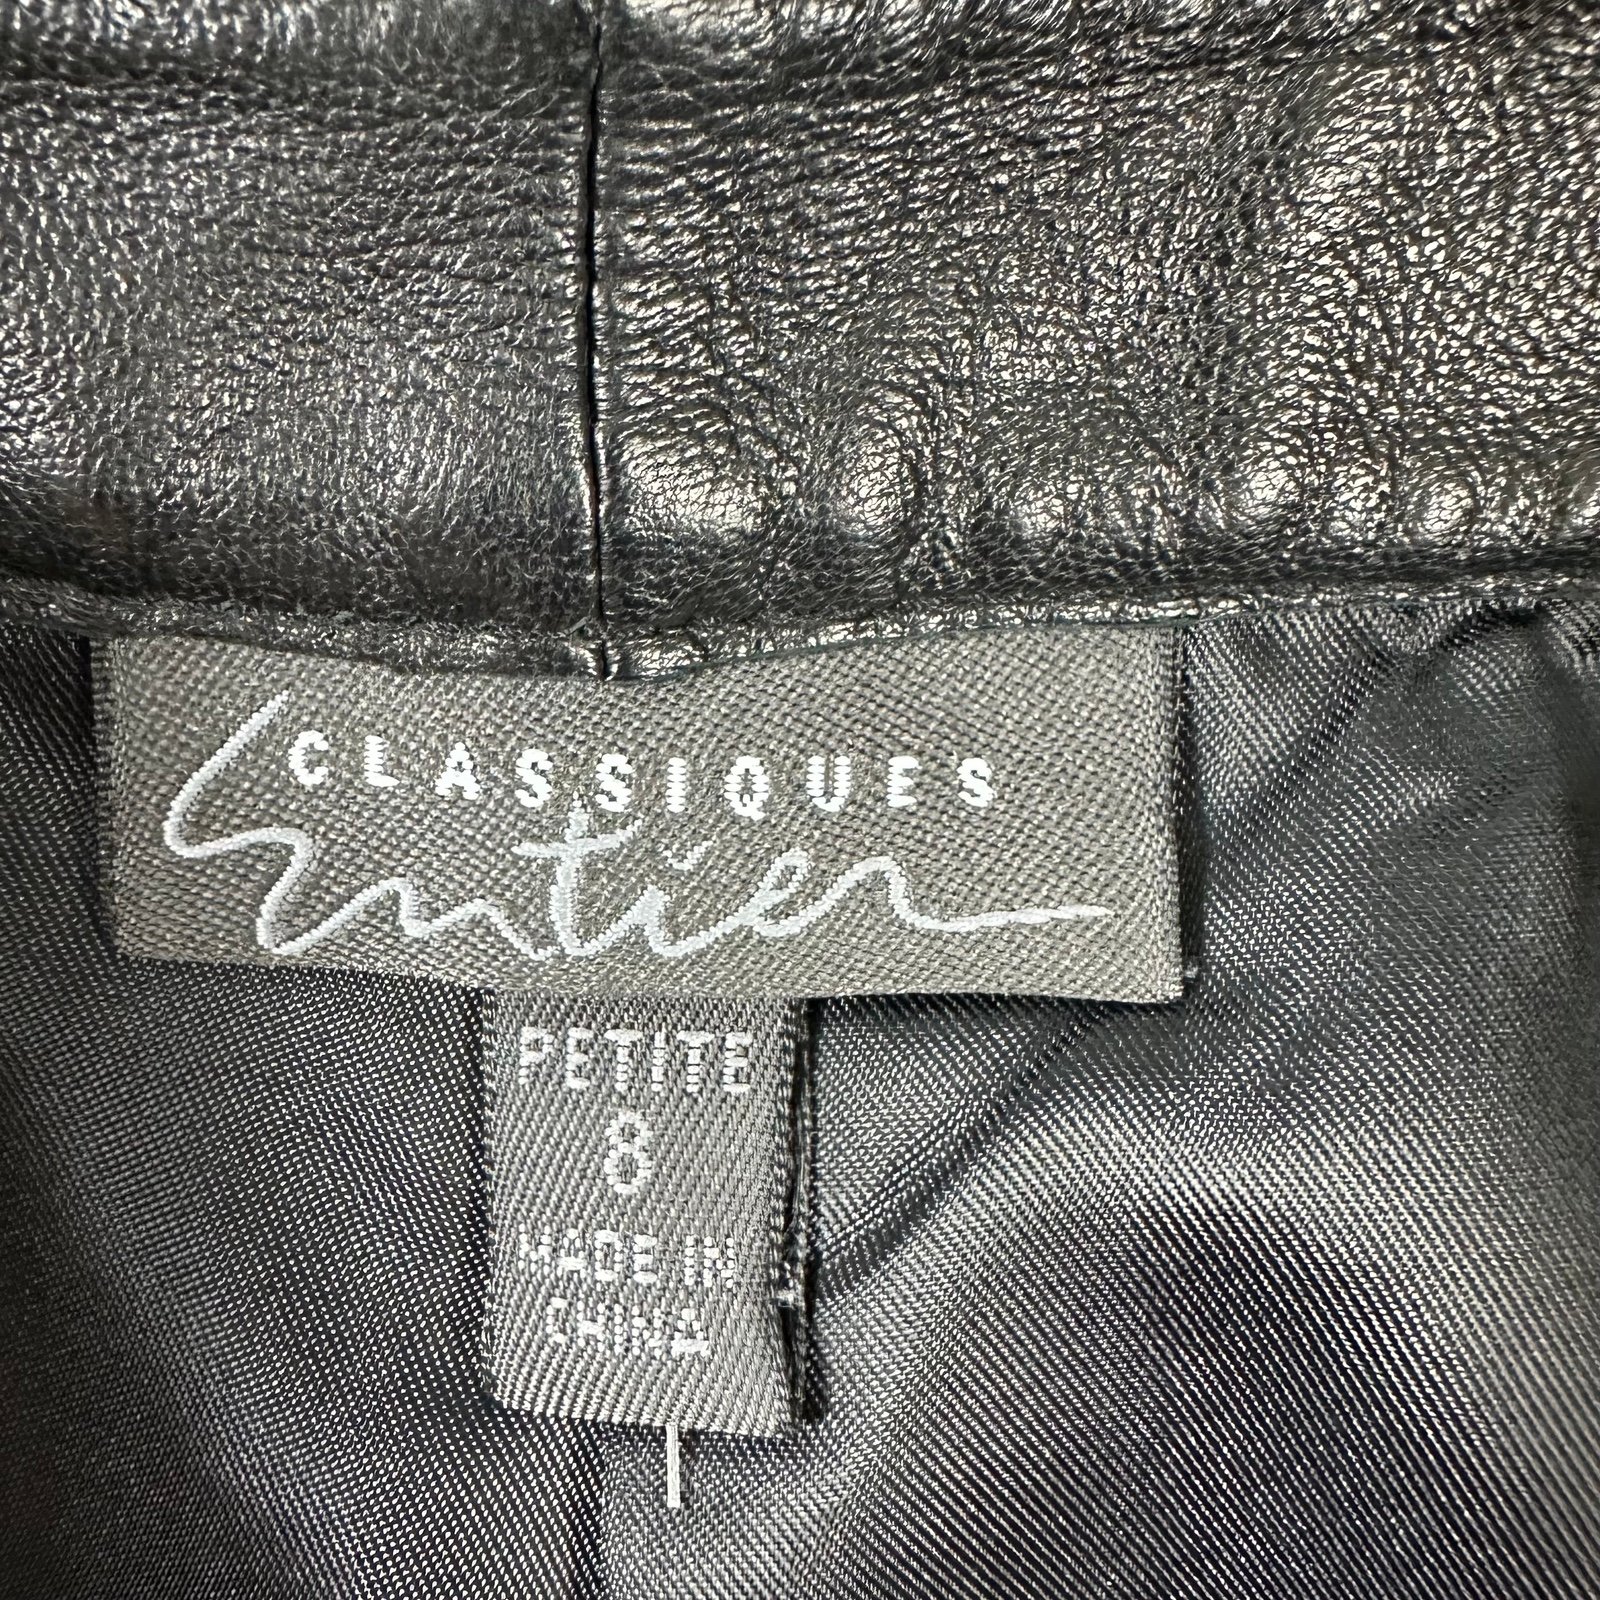 CLASSIQUES
Entier
PETITE
8
MADE IN
CHINA